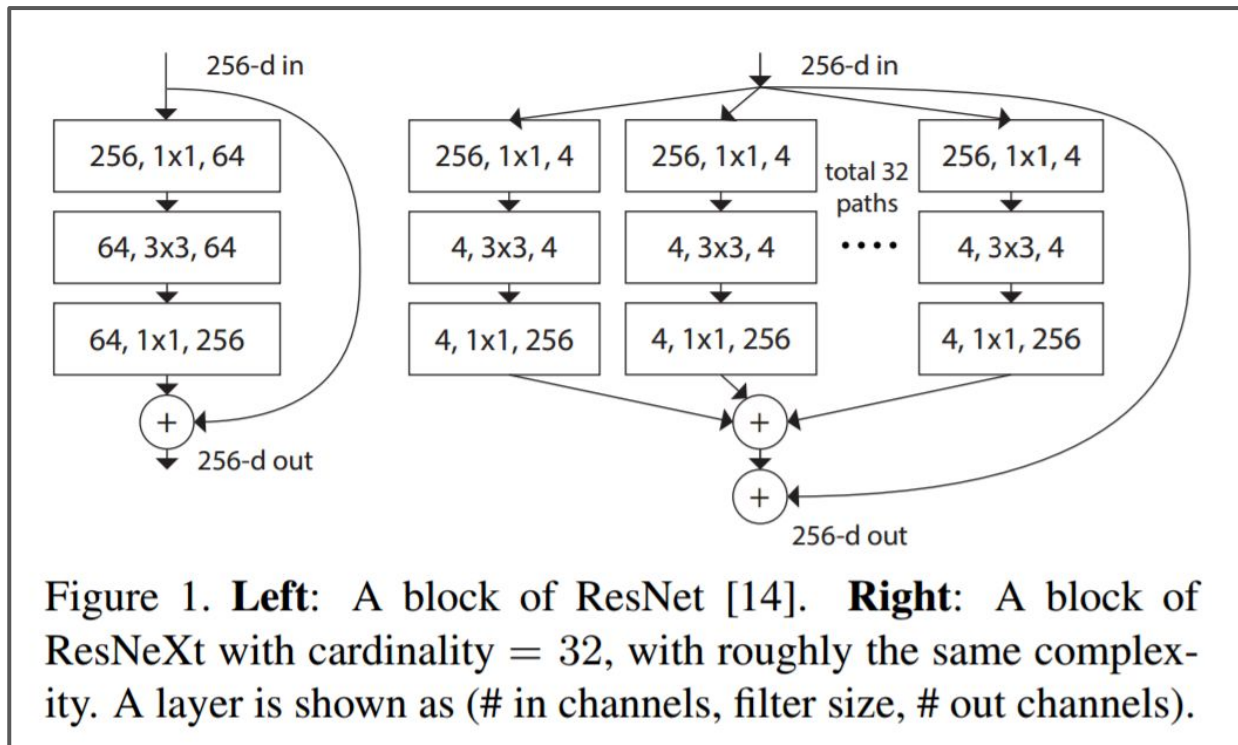 256-d in
256, 1x1, 64
64, 3x3, 64
64, 1x1, 256
+
256-d out
256-d in
256, 1x1, 4
256, 1x1, 4
total 32
paths
....
256, 1x1, 4
4, 3x3, 4
4, 3x3, 4
4, 3x3, 4
4, 1x1, 256
4, 1x1, 256
4, 1x1, 256
+
+
256-d out
Figure 1. Left: A block of ResNet [14]. Right: A block of
ResNeXt with cardinality = 32, with roughly the same complex-
ity. A layer is shown as (# in channels, filter size, # out channels).